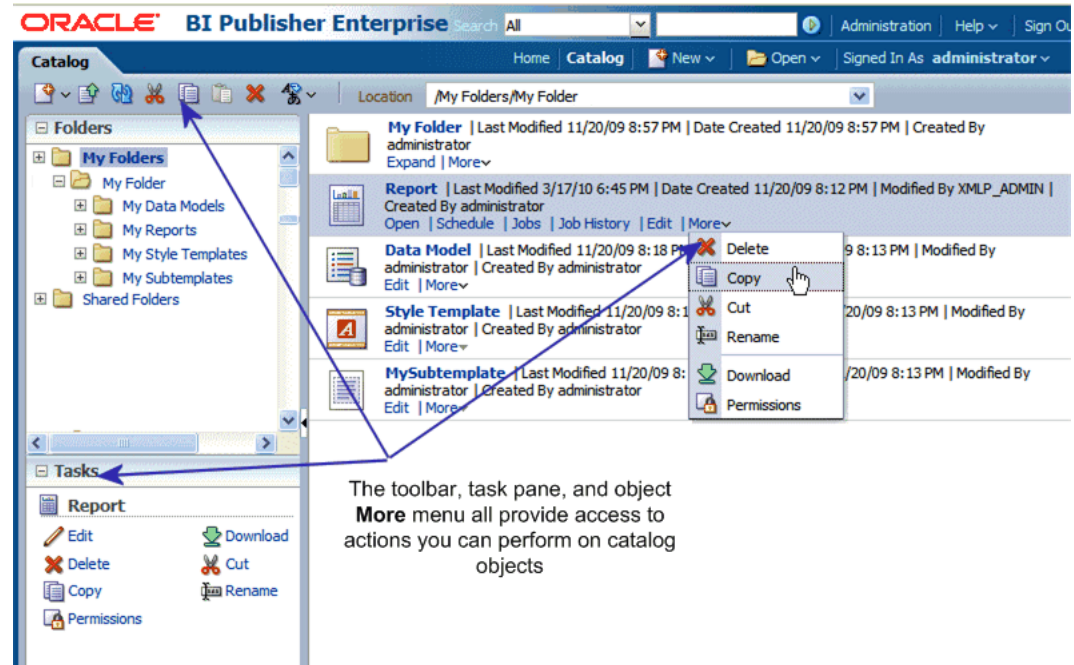 ORACLE BI Publisher Enterprise Search All Administration Help Sign Ou
Catalog Home Catalog New Open Signed In As administrator
Location /My Folders/My Folder
Folders
My Folders
My Folder
My Data Models
My Reports
My Style Templates
My Subtemplates
Shared Folders
My Folder | Last Modified 11/20/09 8:57 PM | Date Created 11/20/09 8:57 PM | Created By
administrator
Expand | More
Report | Last Modified 3/17/10 6:45 PM | Date Created 11/20/09 8:12 PM | Modified By XMLP_ADMIN |
Created By administrator
Open | Schedule | Jobs | Job History | Edit | More
Data Model | Last Modified 11/20/09 8:18 PM 9 8:13 PM | Modified By
administrator | Created By administrator
Edit | More
Style Template | Last Modified 11/20/09 8:1 /20/09 8:13 PM | Modified By
administrator | Created By administrator
Edit | More
MySubtemplate | Last Modified 11/20/09 8: /20/09 8:13 PM | Modified By
administrator | Created By administrator
Edit | More
Delete
Copy
Cut
Rename
Download
Permissions
Tasks
Report
Edit Download
Delete Cut
Copy Rename
Permissions
The toolbar, task pane, and object
More menu all provide access to
actions you can perform on catalog
objects